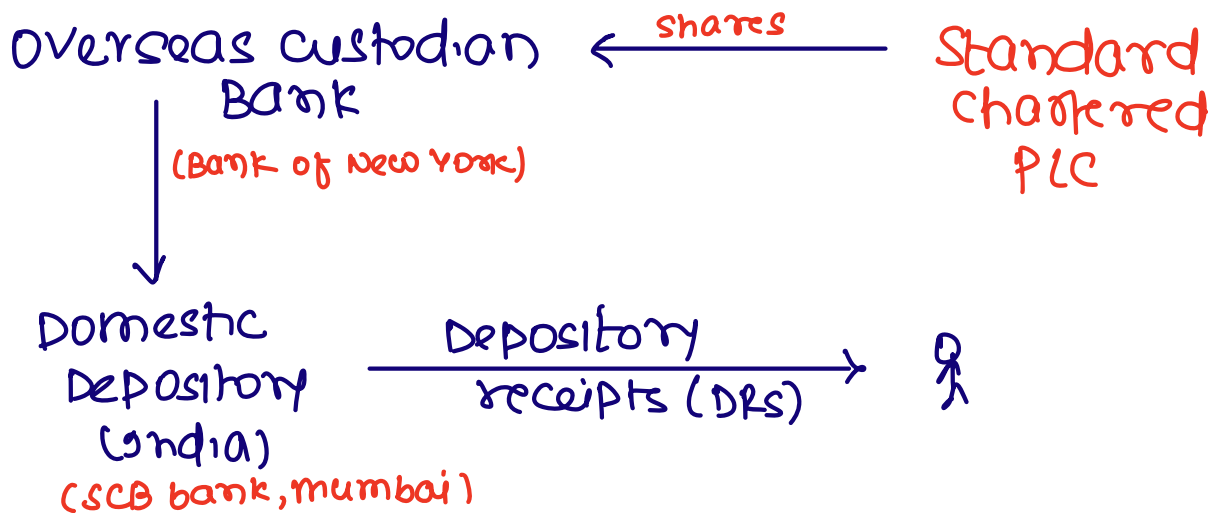 Overseas custodian
Bank
(Bank of New York)
shares
Standard
Chartered
PLC
Domestic
Depository
(India)
(SCB bank, mumbai)
Depository
receipts (DRs)